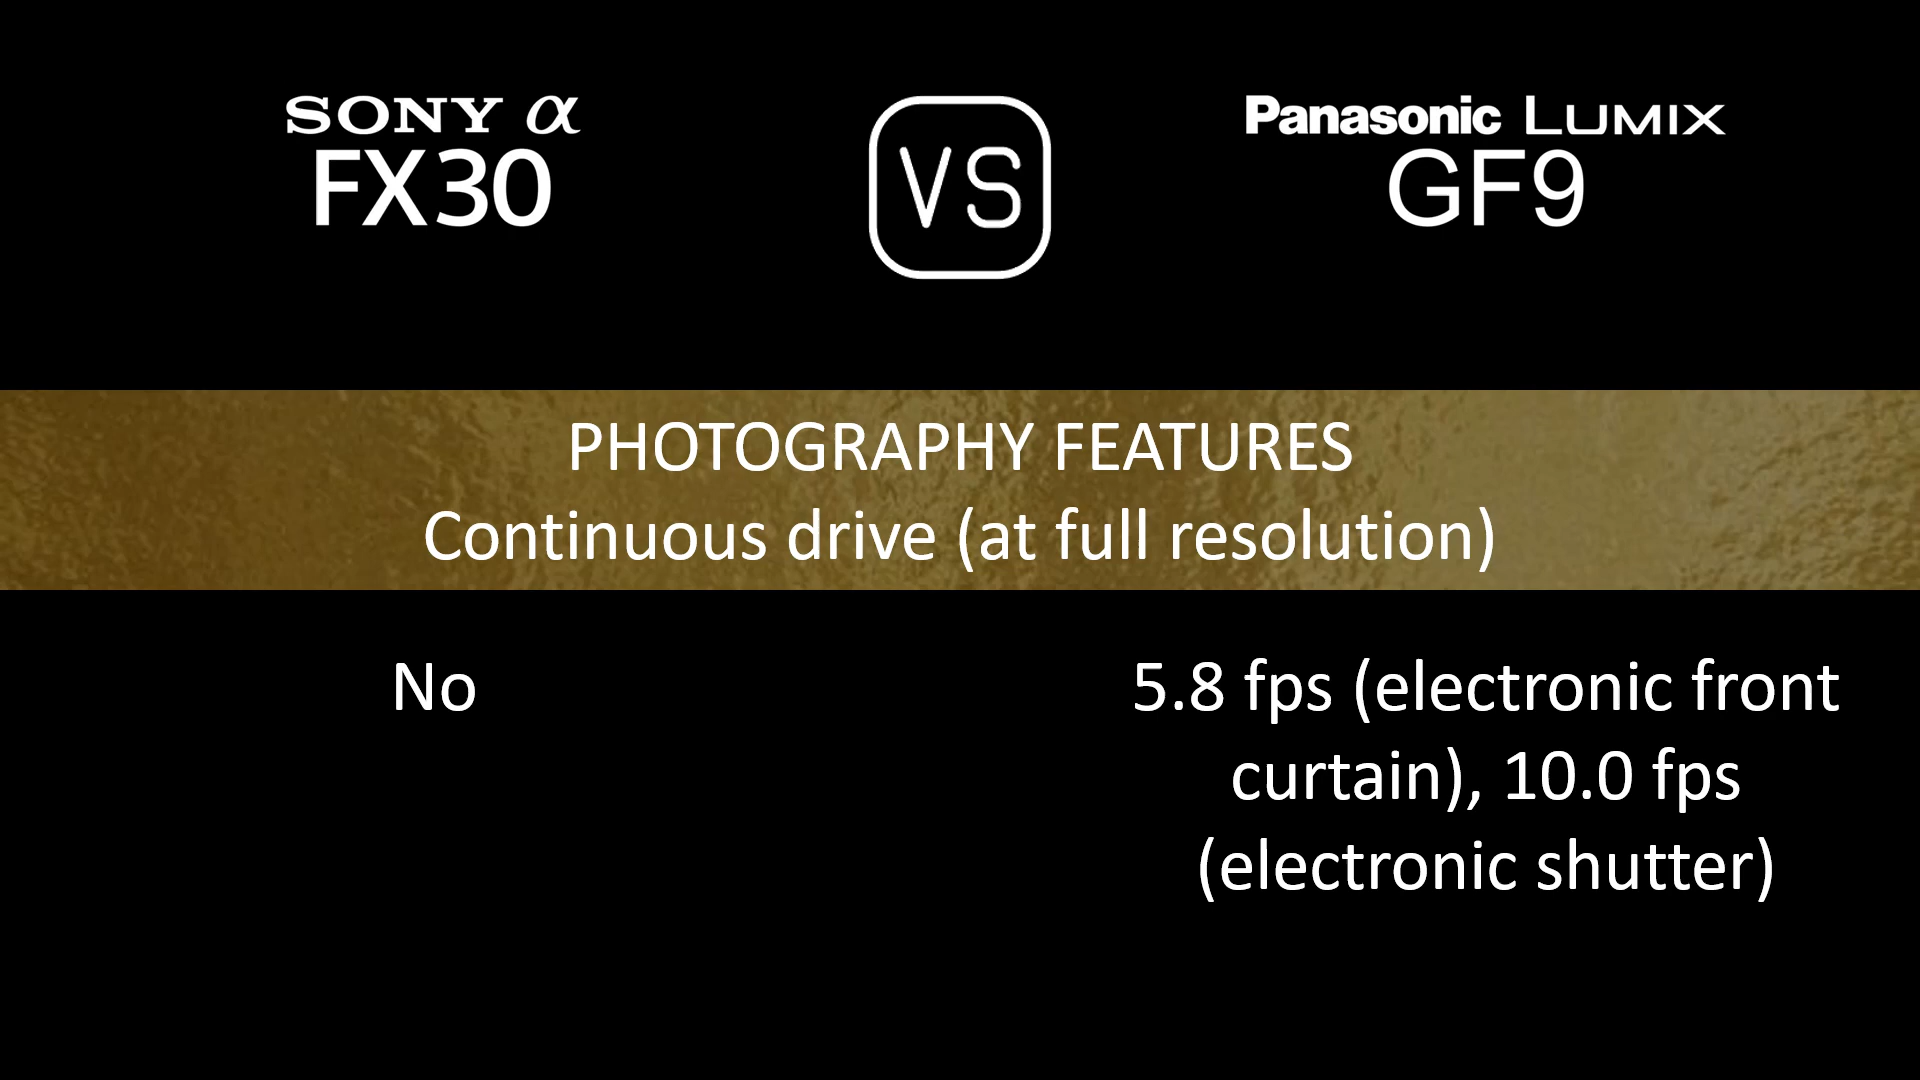 SONY α
FX30
VS
Panasonic LUMIX
GF9
PHOTOGRAPHY FEATURES
Continuous drive (at full resolution)
No
5.8 fps (electronic front
curtain), 10.0 fps
(electronic shutter)